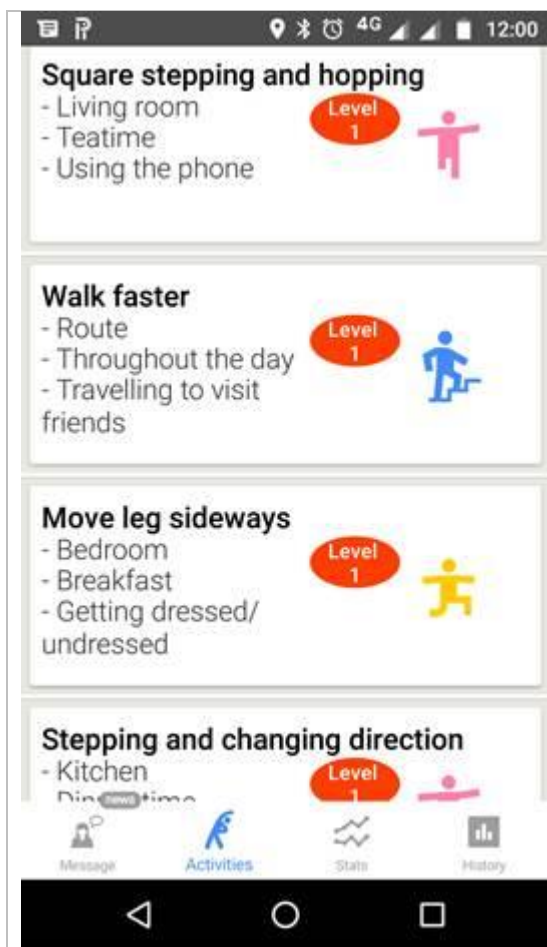 4G 12:00
Square stepping and hopping
- Living room
- Teatime
- Using the phone
Level
1
Walk faster
- Route
- Throughout the day
- Travelling to visit
friends
Level
1
Move leg sideways
- Bedroom
- Breakfast
- Getting dressed/
undressed
Level
1
Stepping and changing direction
- Kitchen
Level
1
news
Message
Activities
Stats
History